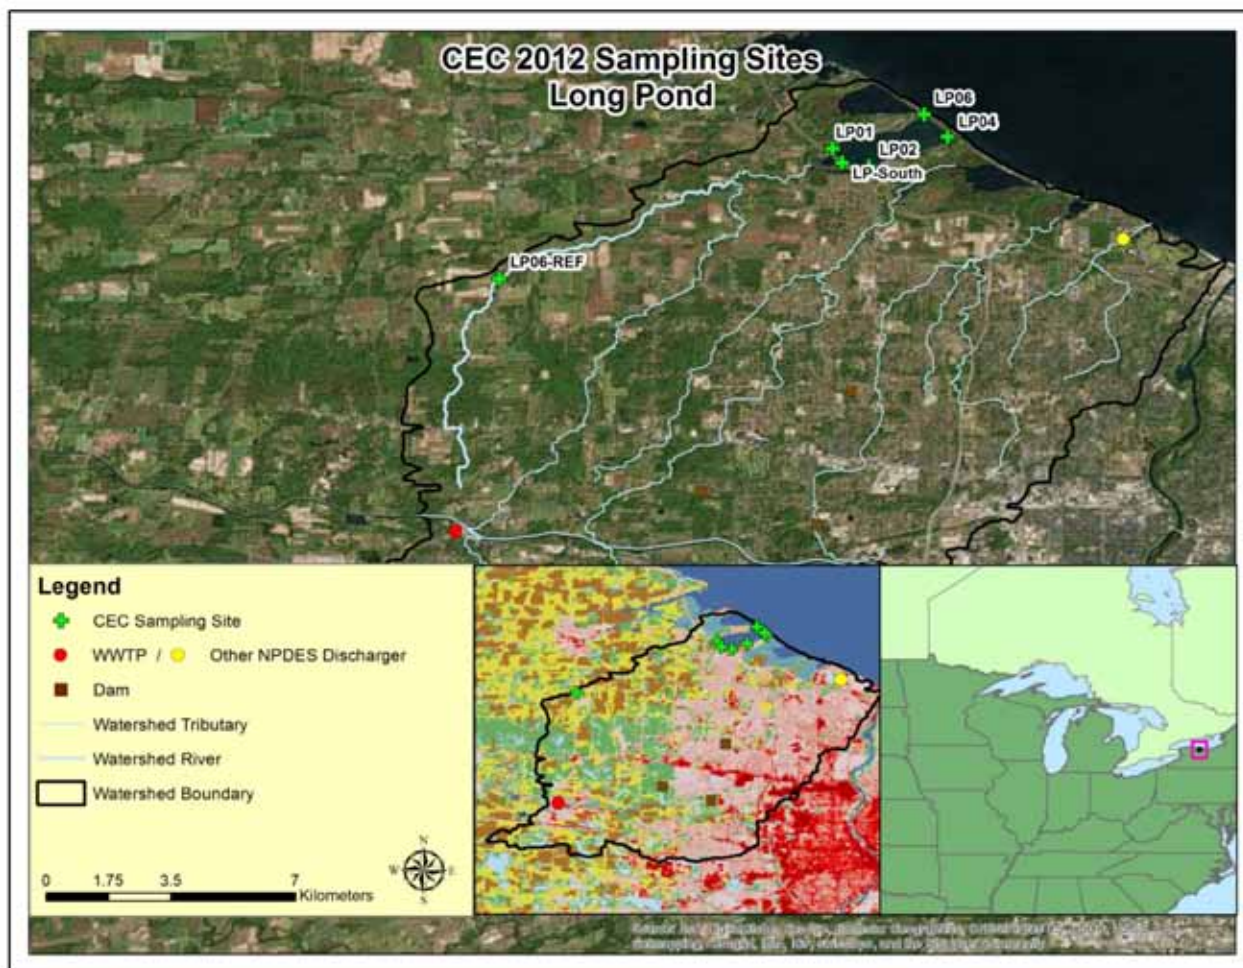 CEC 2012 Sampling Sites
Long Pond
LP06
LP04
LP01
LP02
LP-South
LP06-REF
Legend
CEC Sampling Site
WWTP / Other NPDES Discharger
Dam
Watershed Tributary
Watershed River
Watershed Boundary
N
W E
S
0 1.75 3.5 7
Kilometers